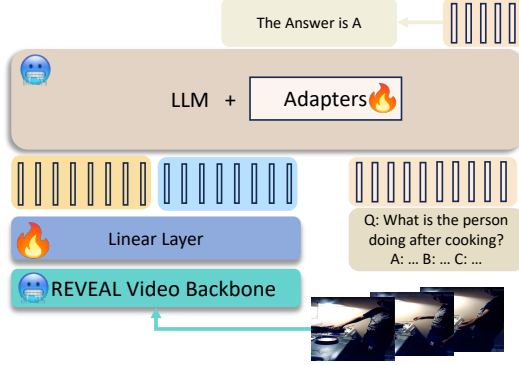 The Answer is A
LLM + Adapters
Linear Layer
REVEAL Video Backbone
Q: What is the person
doing after cooking?
A: ... B: ... C: ...